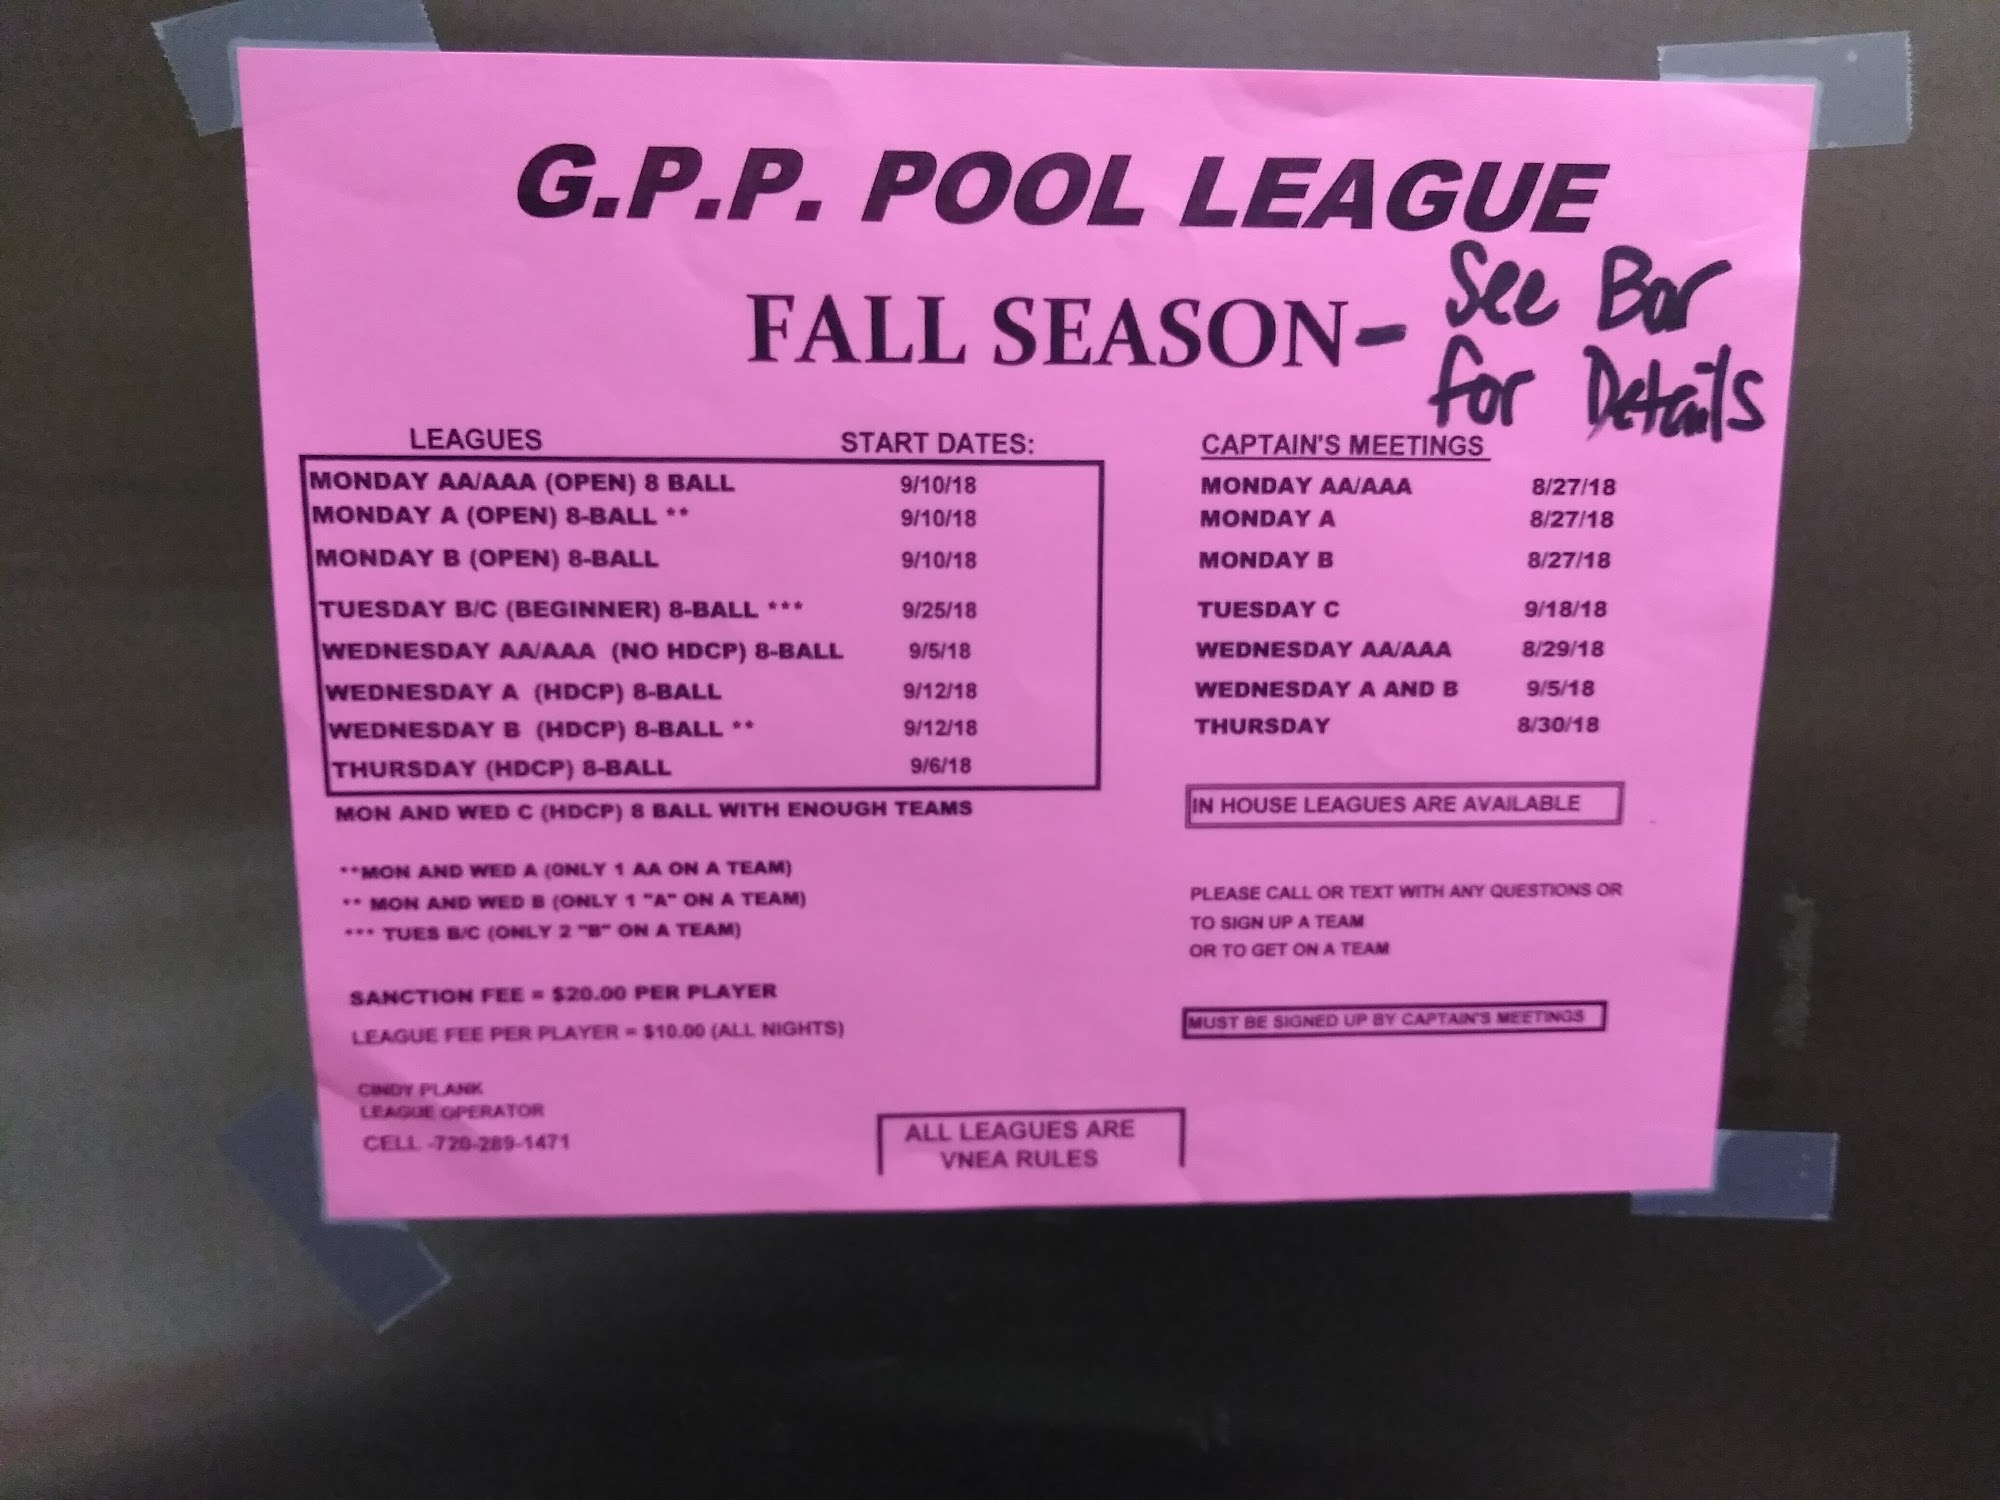 G.P.P. POOL LEAGUE
FALL SEASON- See Bar
for Details
LEAGUES START DATES:
MONDAY AA/AAA (OPEN) 8 BALL 9/10/18
MONDAY A (OPEN) 8-BALL ** 9/10/18
MONDAY B (OPEN) 8-BALL 9/10/18
TUESDAY B/C (BEGINNER) 8-BALL *** 9/25/18
WEDNESDAY AA/AAA (NO HDCP) 8-BALL 9/5/18
WEDNESDAY A (HDCP) 8-BALL 9/12/18
WEDNESDAY B (HDCP) 8-BALL ** 9/12/18
THURSDAY (HDCP) 8-BALL 9/6/18
MON AND WED C (HDCP) 8 BALL WITH ENOUGH TEAMS
**MON AND WED A (ONLY 1 AA ON A TEAM)
** MON AND WED B (ONLY 1 "A" ON A TEAM)
*** TUES B/C (ONLY 2 "B" ON A TEAM)
SANCTION FEE = $20.00 PER PLAYER
LEAGUE FEE PER PLAYER = $10.00 (ALL NIGHTS)
CINDY PLANK
LEAGUE OPERATOR
CELL -720-289-1471
CAPTAIN'S MEETINGS
MONDAY AA/AAA 8/27/18
MONDAY A 8/27/18
MONDAY B 8/27/18
TUESDAY C 9/18/18
WEDNESDAY AA/AAA 8/29/18
WEDNESDAY A AND B 9/5/18
THURSDAY 8/30/18
IN HOUSE LEAGUES ARE AVAILABLE
PLEASE CALL OR TEXT WITH ANY QUESTIONS OR
TO SIGN UP A TEAM
OR TO GET ON A TEAM
MUST BE SIGNED UP BY CAPTAIN'S MEETINGS
ALL LEAGUES ARE
VNEA RULES